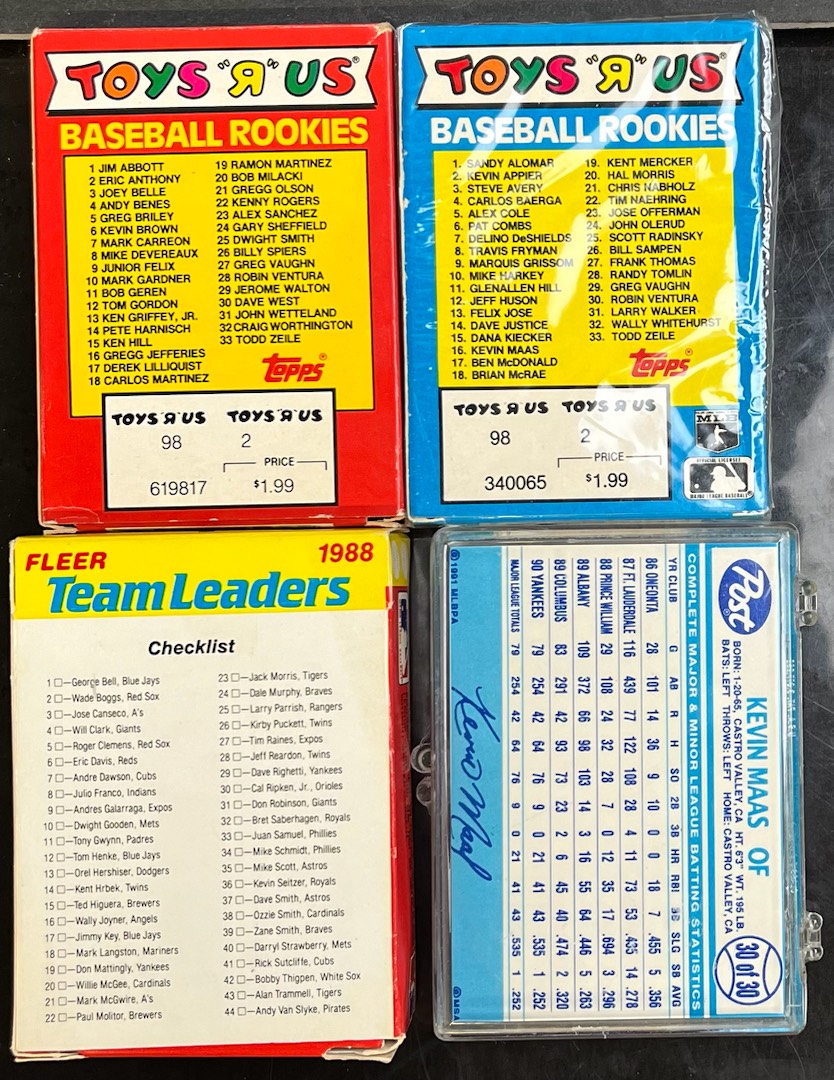 TOYS "R" US®
BASEBALL ROOKIES
1 JIM ABBOTT
2 ERIC ANTHONY
3 JOEY BELLE
4 ANDY BENES
5 GREG BRILEY
6 KEVIN BROWN
7 MARK CARREON
8 MIKE DEVEREAUX
9 JUNIOR FELIX
10 MARK GARDNER
11 BOB GEREN
12 TOM GORDON
13 KEN GRIFFEY, JR.
14 PETE HARNISCH
15 KEN HILL
16 GREGG JEFFERIES
17 DEREK LILLIQUIST
18 CARLOS MARTINEZ
19 RAMON MARTINEZ
20 BOB MILACKI
21 GREGG OLSON
22 KENNY ROGERS
23 ALEX SANCHEZ
24 GARY SHEFFIELD
25 DWIGHT SMITH
26 BILLY SPIERS
27 GREG VAUGHN
28 ROBIN VENTURA
29 JEROME WALTON
30 DAVE WEST
31 JOHN WETTELAND
32 CRAIG WORTHINGTON
33 TODD ZEILE
TOPPS®
TOYS Я US TOYS Я US
98 2
PRICE
619817 $1.99
TOYS "R" US®
BASEBALL ROOKIES
1. SANDY ALOMAR
2. KEVIN APPIER
3. STEVE AVERY
4. CARLOS BAERGA
5. ALEX COLE
6. PAT COMBS
7. DELINO DeSHIELDS
8. TRAVIS FRYMAN
9. MARQUIS GRISSOM
10. MIKE HARKEY
11. GLENALLEN HILL
12. JEFF HUSON
13. FELIX JOSE
14. DAVE JUSTICE
15. DANA KIECKER
16. KEVIN MAAS
17. BEN McDONALD
18. BRIAN McRAE
19. KENT MERCKER
20. HAL MORRIS
21. CHRIS NABHOLZ
22. TIM NAEHRING
23. JOSE OFFERMAN
24. JOHN OLERUD
25. SCOTT RADINSKY
26. BILL SAMPEN
27. FRANK THOMAS
28. RANDY TOMLIN
29. GREG VAUGHN
30. ROBIN VENTURA
31. LARRY WALKER
32. WALLY WHITEHURST
33. TODD ZEILE
TOPPS®
TOYS Я US TOYS Я US
98 2
PRICE
340065 $1.99
MLB
OFFICIAL LICENSEE
MAJOR LEAGUE BASEBALL
FLEER 1988
Team Leaders
Checklist
1 □—George Bell, Blue Jays
2 □—Wade Boggs, Red Sox
3 □—Jose Canseco, A's
4 □—Will Clark, Giants
5 □—Roger Clemens, Red Sox
6 □—Eric Davis, Reds
7 □—Andre Dawson, Cubs
8 □—Julio Franco, Indians
9 □—Andres Galarraga, Expos
10 □—Dwight Gooden, Mets
11 □—Tony Gwynn, Padres
12 □—Tom Henke, Blue Jays
13 □—Orel Hershiser, Dodgers
14 □—Kent Hrbek, Twins
15 □—Ted Higuera, Brewers
16 □—Wally Joyner, Angels
17 □—Jimmy Key, Blue Jays
18 □—Mark Langston, Mariners
19 □—Don Mattingly, Yankees
20 □—Willie McGee, Cardinals
21 □—Mark McGwire, A's
22 □—Paul Molitor, Brewers
23 □—Jack Morris, Tigers
24 □—Dale Murphy, Braves
25 □—Larry Parrish, Rangers
26 □—Kirby Puckett, Twins
27 □—Tim Raines, Expos
28 □—Jeff Reardon, Twins
29 □—Dave Righetti, Yankees
30 □—Cal Ripken, Jr., Orioles
31 □—Don Robinson, Giants
32 □—Bret Saberhagen, Royals
33 □—Juan Samuel, Phillies
34 □—Mike Schmidt, Phillies
35 □—Mike Scott, Astros
36 □—Kevin Seitzer, Royals
37 □—Dave Smith, Astros
38 □—Ozzie Smith, Cardinals
39 □—Zane Smith, Braves
40 □—Darryl Strawberry, Mets
41 □—Rick Sutcliffe, Cubs
42 □—Bobby Thigpen, White Sox
43 □—Alan Trammell, Tigers
44 □—Andy Van Slyke, Pirates
Post
KEVIN MAAS OF
30 of 30
BORN: 1-20-65, CASTRO VALLEY, CA HT. 6'3" WT. 195 LB.
BATS: LEFT THROWS: LEFT HOME: CASTRO VALLEY, CA
COMPLETE MAJOR & MINOR LEAGUE BATTING STATISTICS
YR CLUB G AB R H SO 2B 3B HR RBI BB SLG SB AVG
86 ONEONTA 28 101 14 36 9 10 0 0 18 7 .455 5 .356
87 FT. LAUDERDALE 116 439 77 122 108 28 4 11 73 53 .435 14 .278
88 PRINCE WILLIAM 29 108 24 32 28 7 0 12 35 17 .694 3 .296
88 ALBANY 109 372 66 98 103 14 3 16 55 64 .446 5 .263
89 COLUMBUS 83 291 42 93 73 23 2 6 45 40 .474 2 .320
90 YANKEES 79 254 42 64 76 9 0 21 41 43 .535 1 .252
MAJOR LEAGUE TOTALS 79 254 42 64 76 9 0 21 41 43 .535 1 .252
Kevin Maas
©1991 MLBPA
©MSA